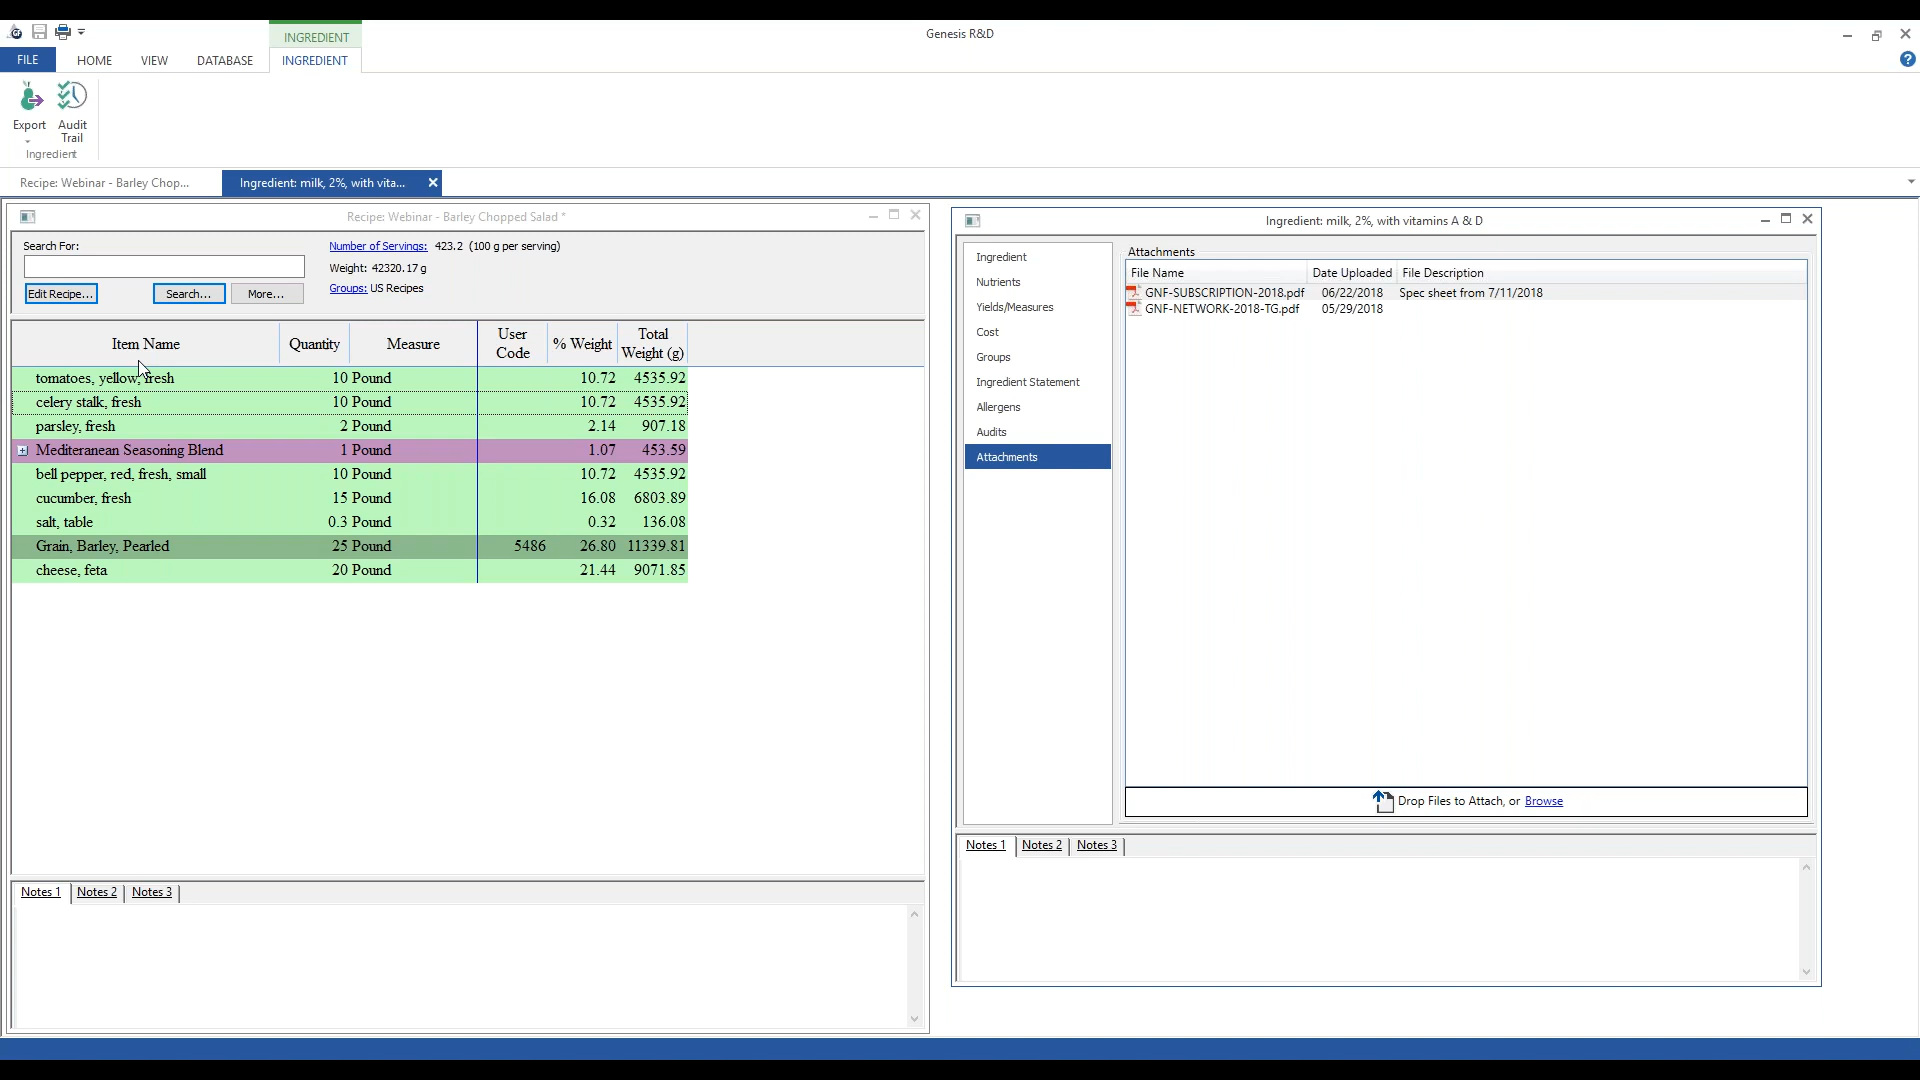 Genesis R&D
INGREDIENT
FILE HOME VIEW DATABASE INGREDIENT
Export Audit Trail
Ingredient
Recipe: Webinar - Barley Chop... Ingredient: milk, 2%, with vita...
Recipe: Webinar - Barley Chopped Salad *
Search For:
Number of Servings: 423.2 (100 g per serving)
Weight: 42320.17 g
Edit Recipe... Search... More... Groups: US Recipes
Item Name Quantity Measure User Code % Weight Total Weight (g)
tomatoes, yellow, fresh 10 Pound 10.72 4535.92
celery stalk, fresh 10 Pound 10.72 4535.92
parsley, fresh 2 Pound 2.14 907.18
Mediteranean Seasoning Blend 1 Pound 1.07 453.59
bell pepper, red, fresh, small 10 Pound 10.72 4535.92
cucumber, fresh 15 Pound 16.08 6803.89
salt, table 0.3 Pound 0.32 136.08
Grain, Barley, Pearled 25 Pound 5486 26.80 11339.81
cheese, feta 20 Pound 21.44 9071.85
Notes 1 Notes 2 Notes 3
Ingredient: milk, 2%, with vitamins A & D
Ingredient
Nutrients
Yields/Measures
Cost
Groups
Ingredient Statement
Allergens
Audits
Attachments
Attachments
File Name Date Uploaded File Description
GNF-SUBSCRIPTION-2018.pdf 06/22/2018 Spec sheet from 7/11/2018
GNF-NETWORK-2018-TG.pdf 05/29/2018
Drop Files to Attach, or Browse
Notes 1 Notes 2 Notes 3